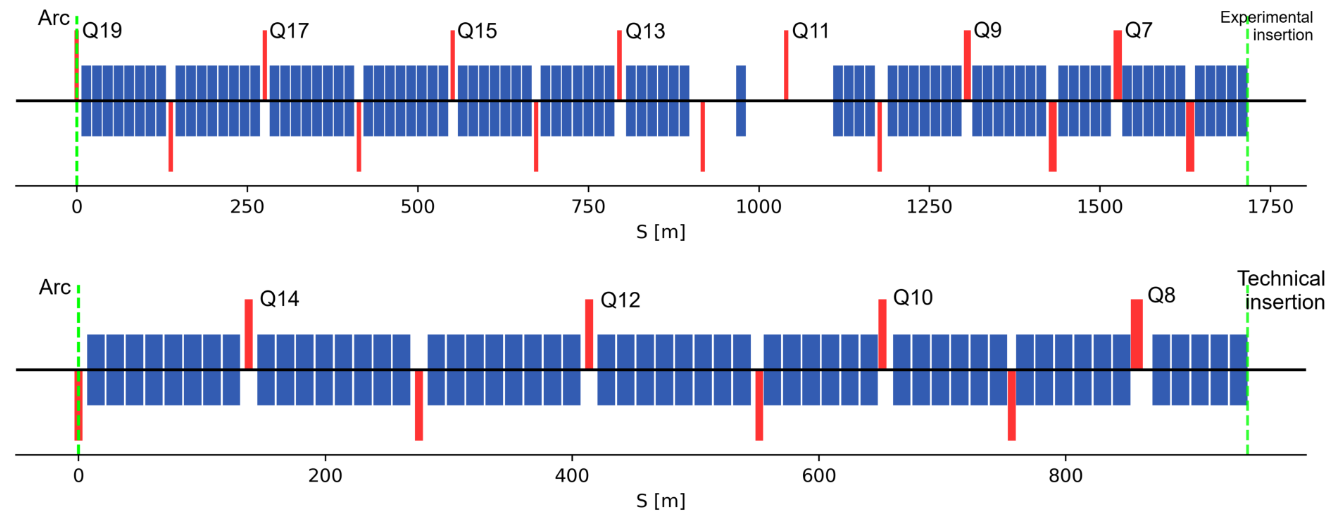 Arc
Q19
Q17
Q15
Q13
Q11
Q9
Q7
Experimental
insertion
0
250
500
750
1000
1250
1500
1750
S [m]
Arc
Q14
Q12
Q10
Q8
Technical
insertion
0
200
400
600
800
S [m]